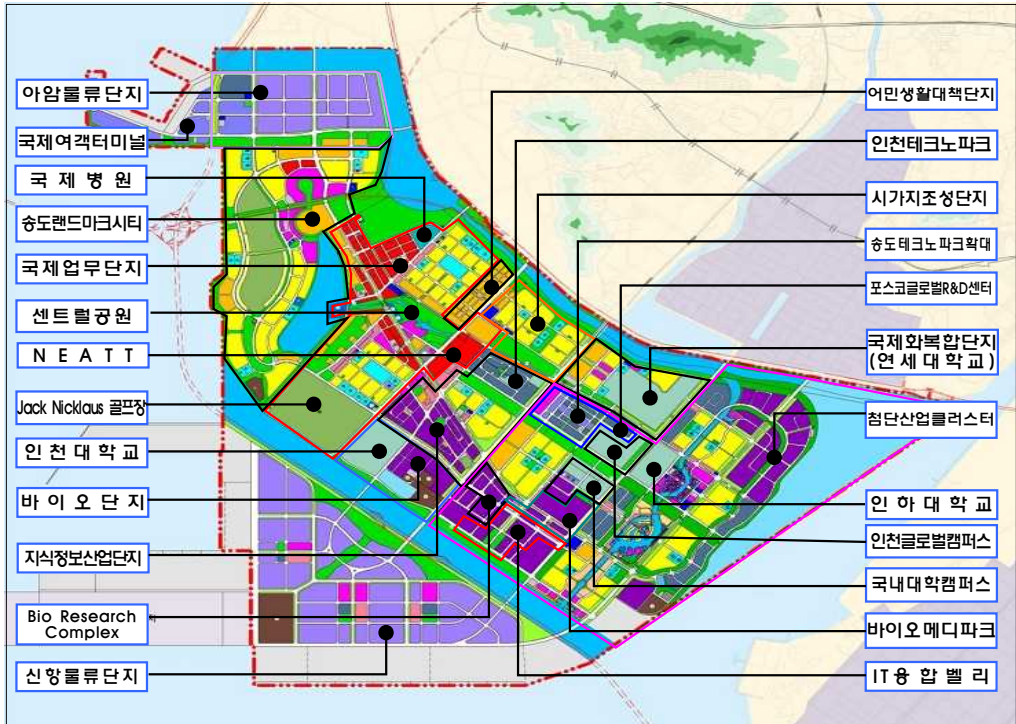 아암물류단지
국제여객터미널
국제병원
송도랜드마크시티
국제업무단지
센트럴공원
NEATT
Jack Nicklaus 골프장
인천대학교
바이오단지
지식정보산업단지
Bio Research
Complex
신항물류단지
어민생활대책단지
인천테크노파크
시가지조성단지
송도테크노파크확대
포스코글로벌R&D센터
국제화복합단지
(연세대학교)
첨단산업클러스터
인하대학교
인천글로벌캠퍼스
국내대학캠퍼스
바이오메디파크
IT융합벨리